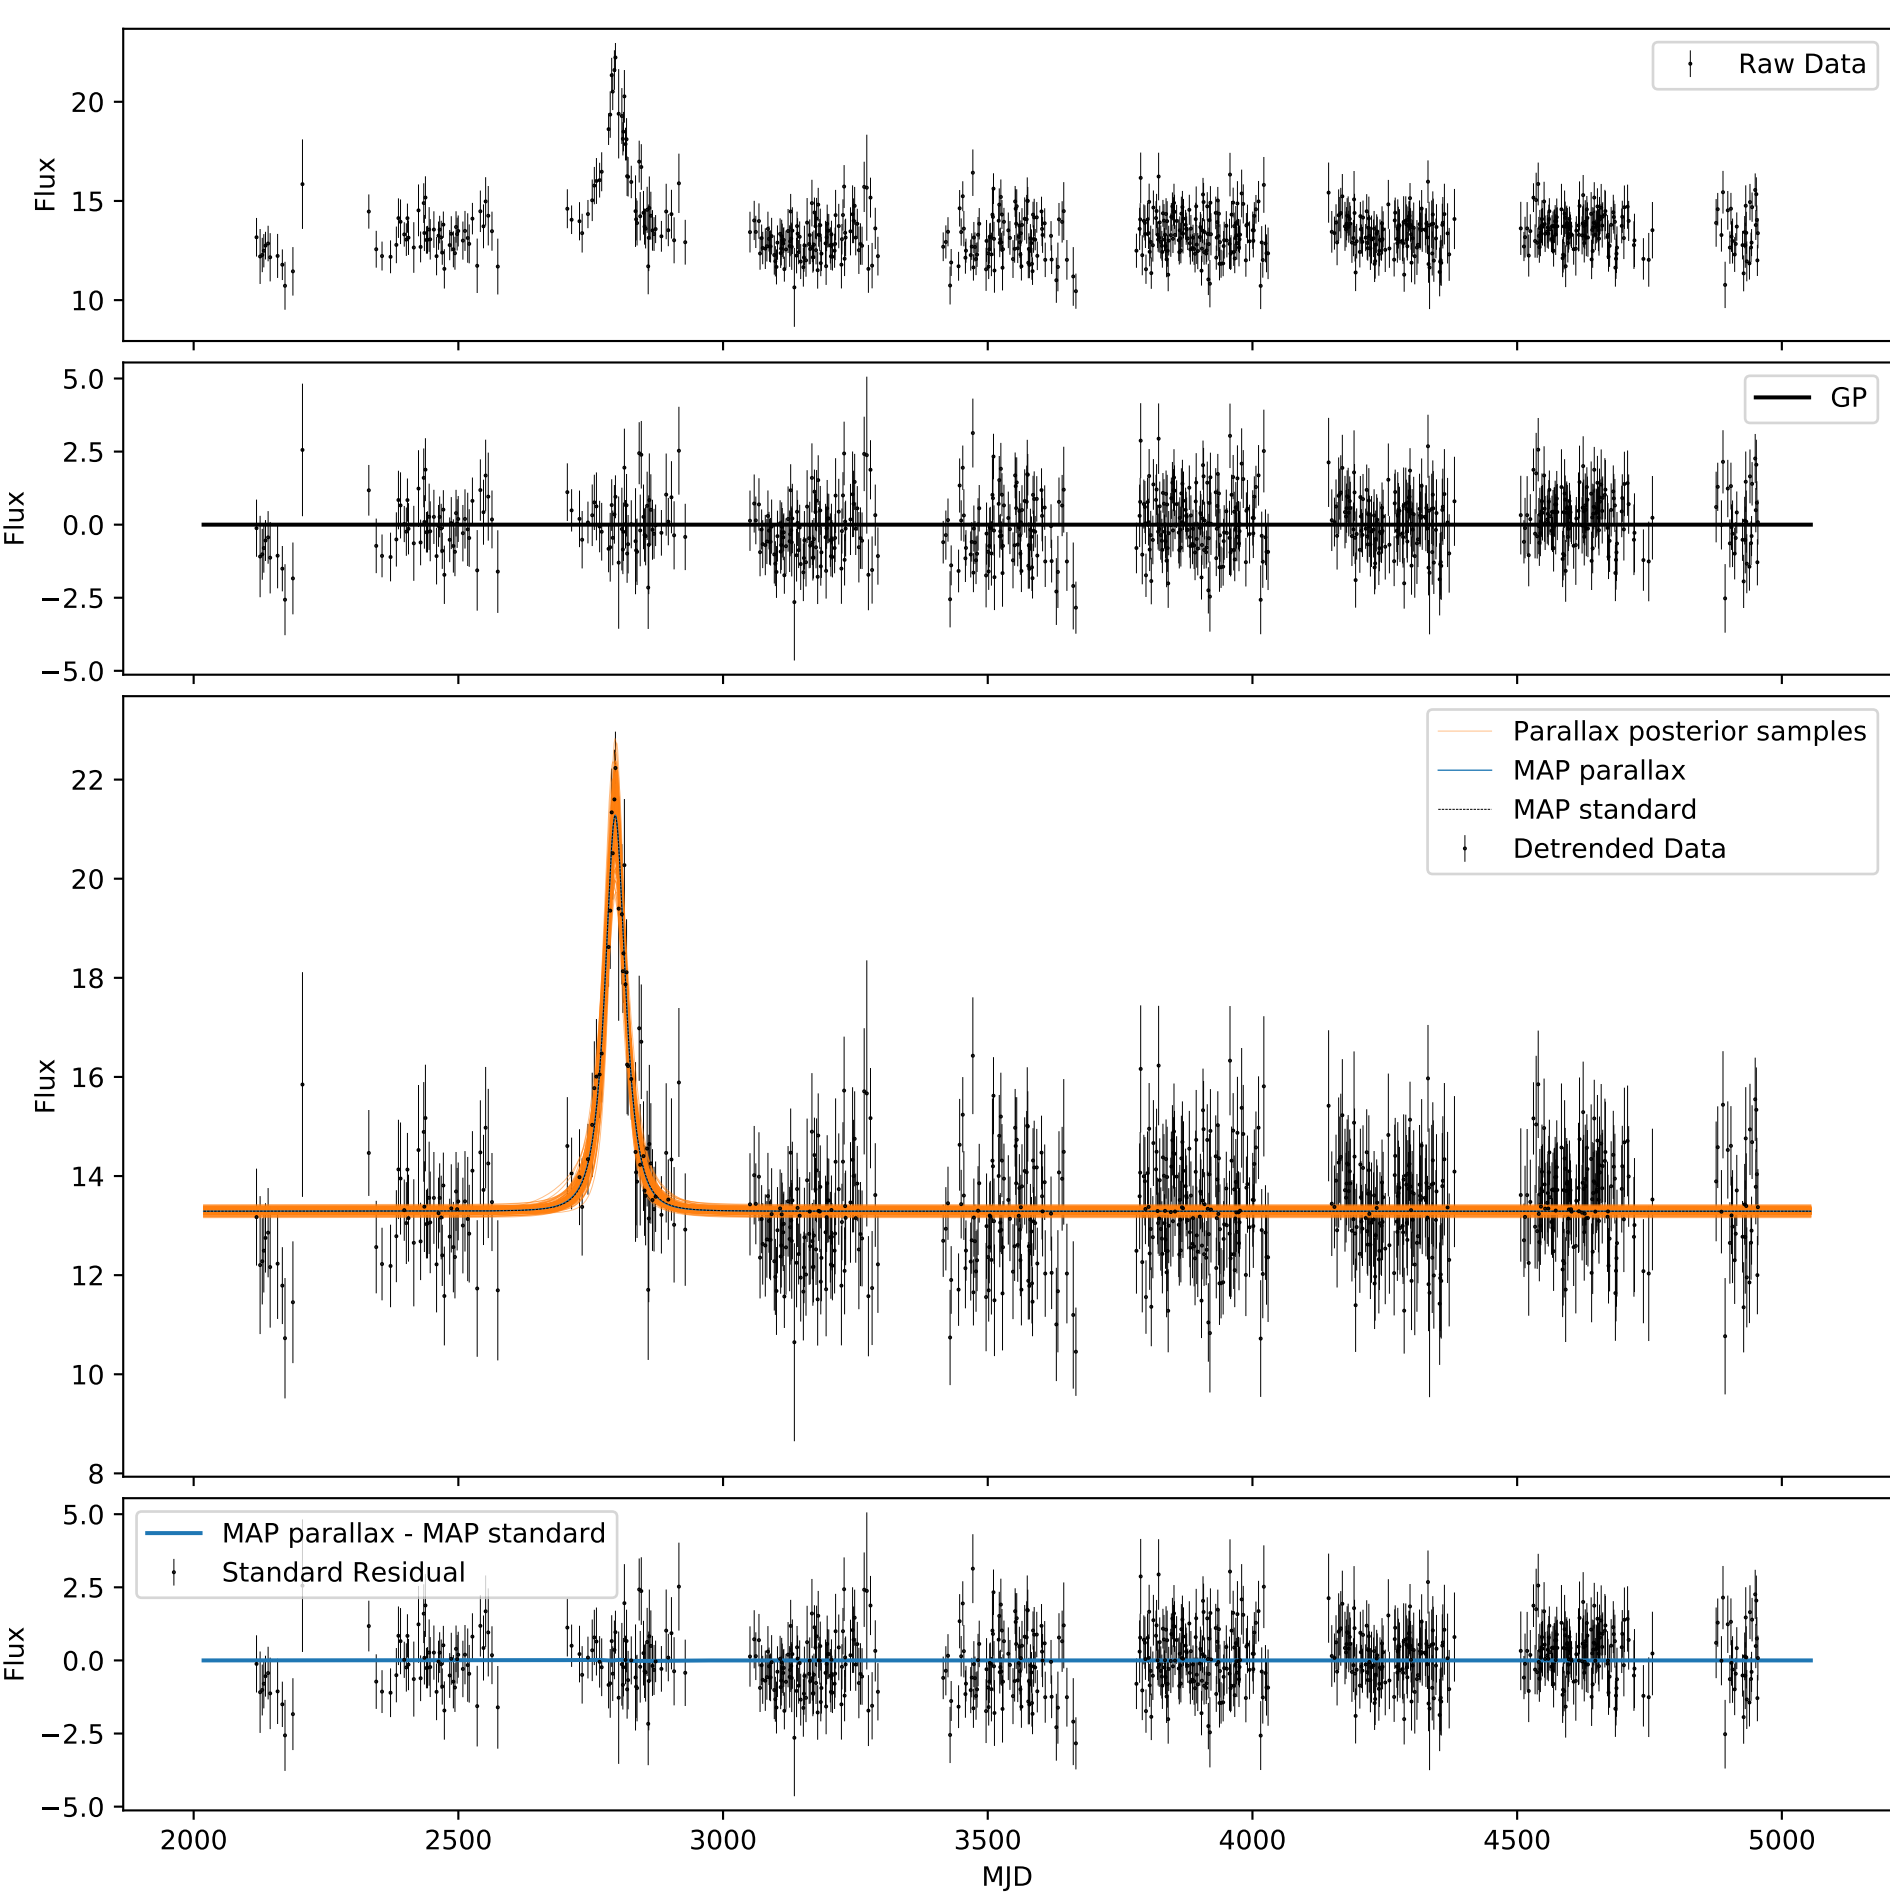 Flux
20
15
10
Raw Data
Flux
5.0
2.5
0.0
−2.5
−5.0
GP
Flux
22
20
18
16
14
12
10
8
Parallax posterior samples
MAP parallax
MAP standard
Detrended Data
Flux
5.0
2.5
0.0
−2.5
−5.0
MAP parallax - MAP standard
Standard Residual
2000 2500 3000 3500 4000 4500 5000
MJD